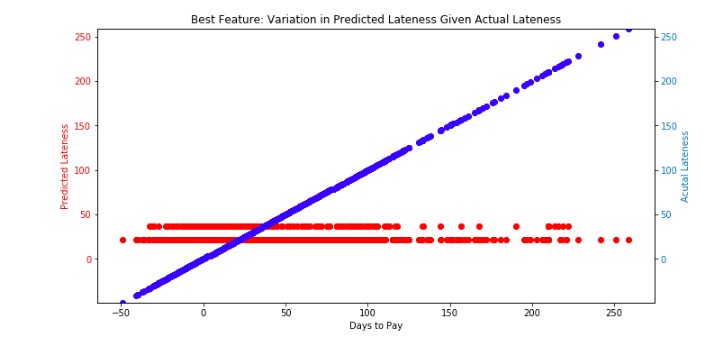 Best Feature: Variation in Predicted Lateness Given Actual Lateness
250
200
150
100
50
0
Predicted Lateness
250
200
150
100
50
0
Acutal Lateness
−50 0 50 100 150 200 250
Days to Pay